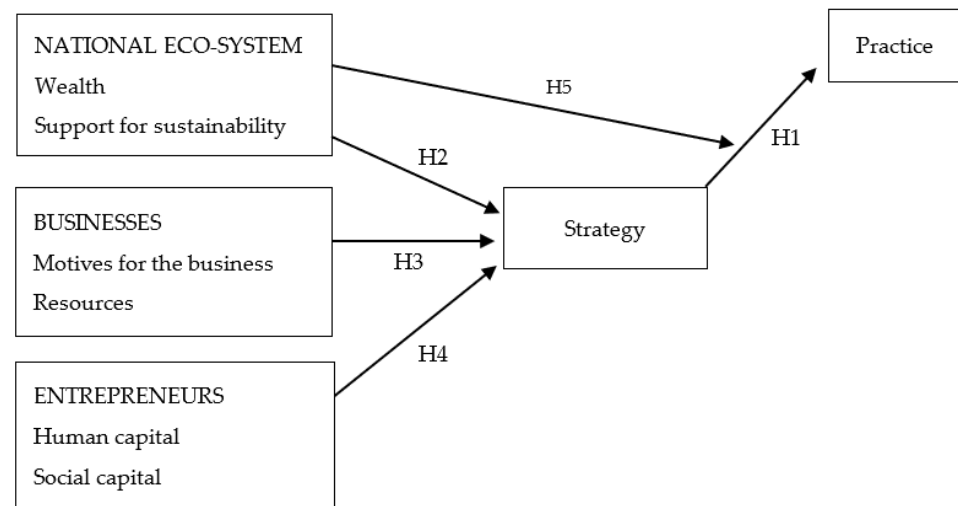 NATIONAL ECO-SYSTEM
Wealth
Support for sustainability
Practice
H5
H1
H2
BUSINESSES
Motives for the business
Resources
Strategy
H3
H4
ENTREPRENEURS
Human capital
Social capital